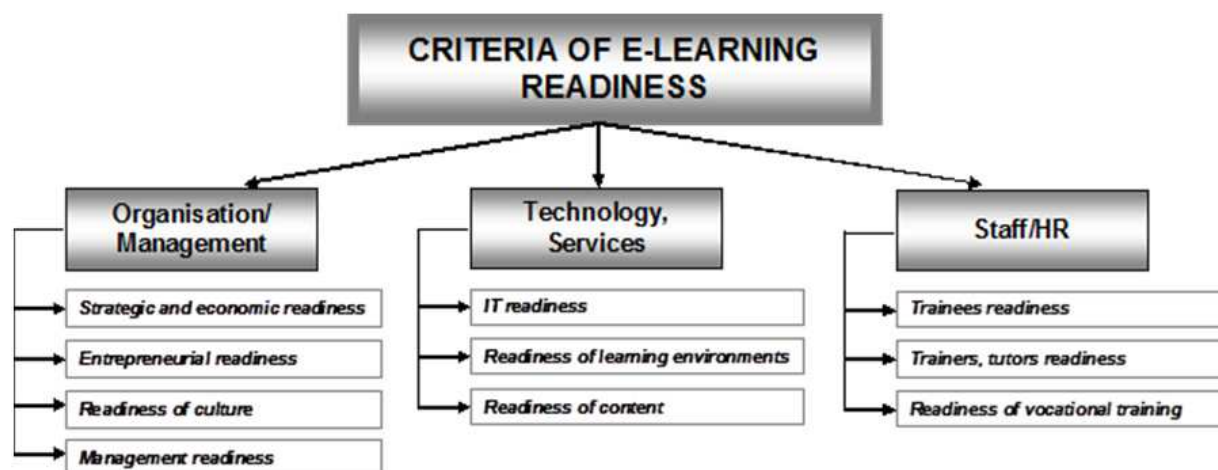 CRITERIA OF E-LEARNING
READINESS
Organisation/
Management
Strategic and economic readiness
Entrepreneurial readiness
Readiness of culture
Management readiness
Technology,
Services
IT readiness
Readiness of learning environments
Readiness of content
Staff/HR
Trainees readiness
Trainers, tutors readiness
Readiness of vocational training